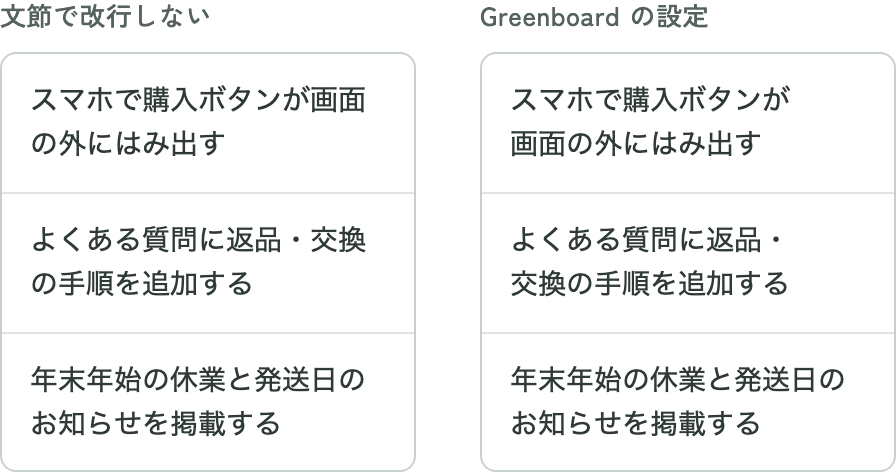 文節で改行しない
スマホで購入ボタンが画面
の外にはみ出す
よくある質問に返品・交換
の手順を追加する
年末年始の休業と発送日の
お知らせを掲載する
Greenboard の設定
スマホで購入ボタンが
画面の外にはみ出す
よくある質問に返品・
交換の手順を追加する
年末年始の休業と発送日の
お知らせを掲載する